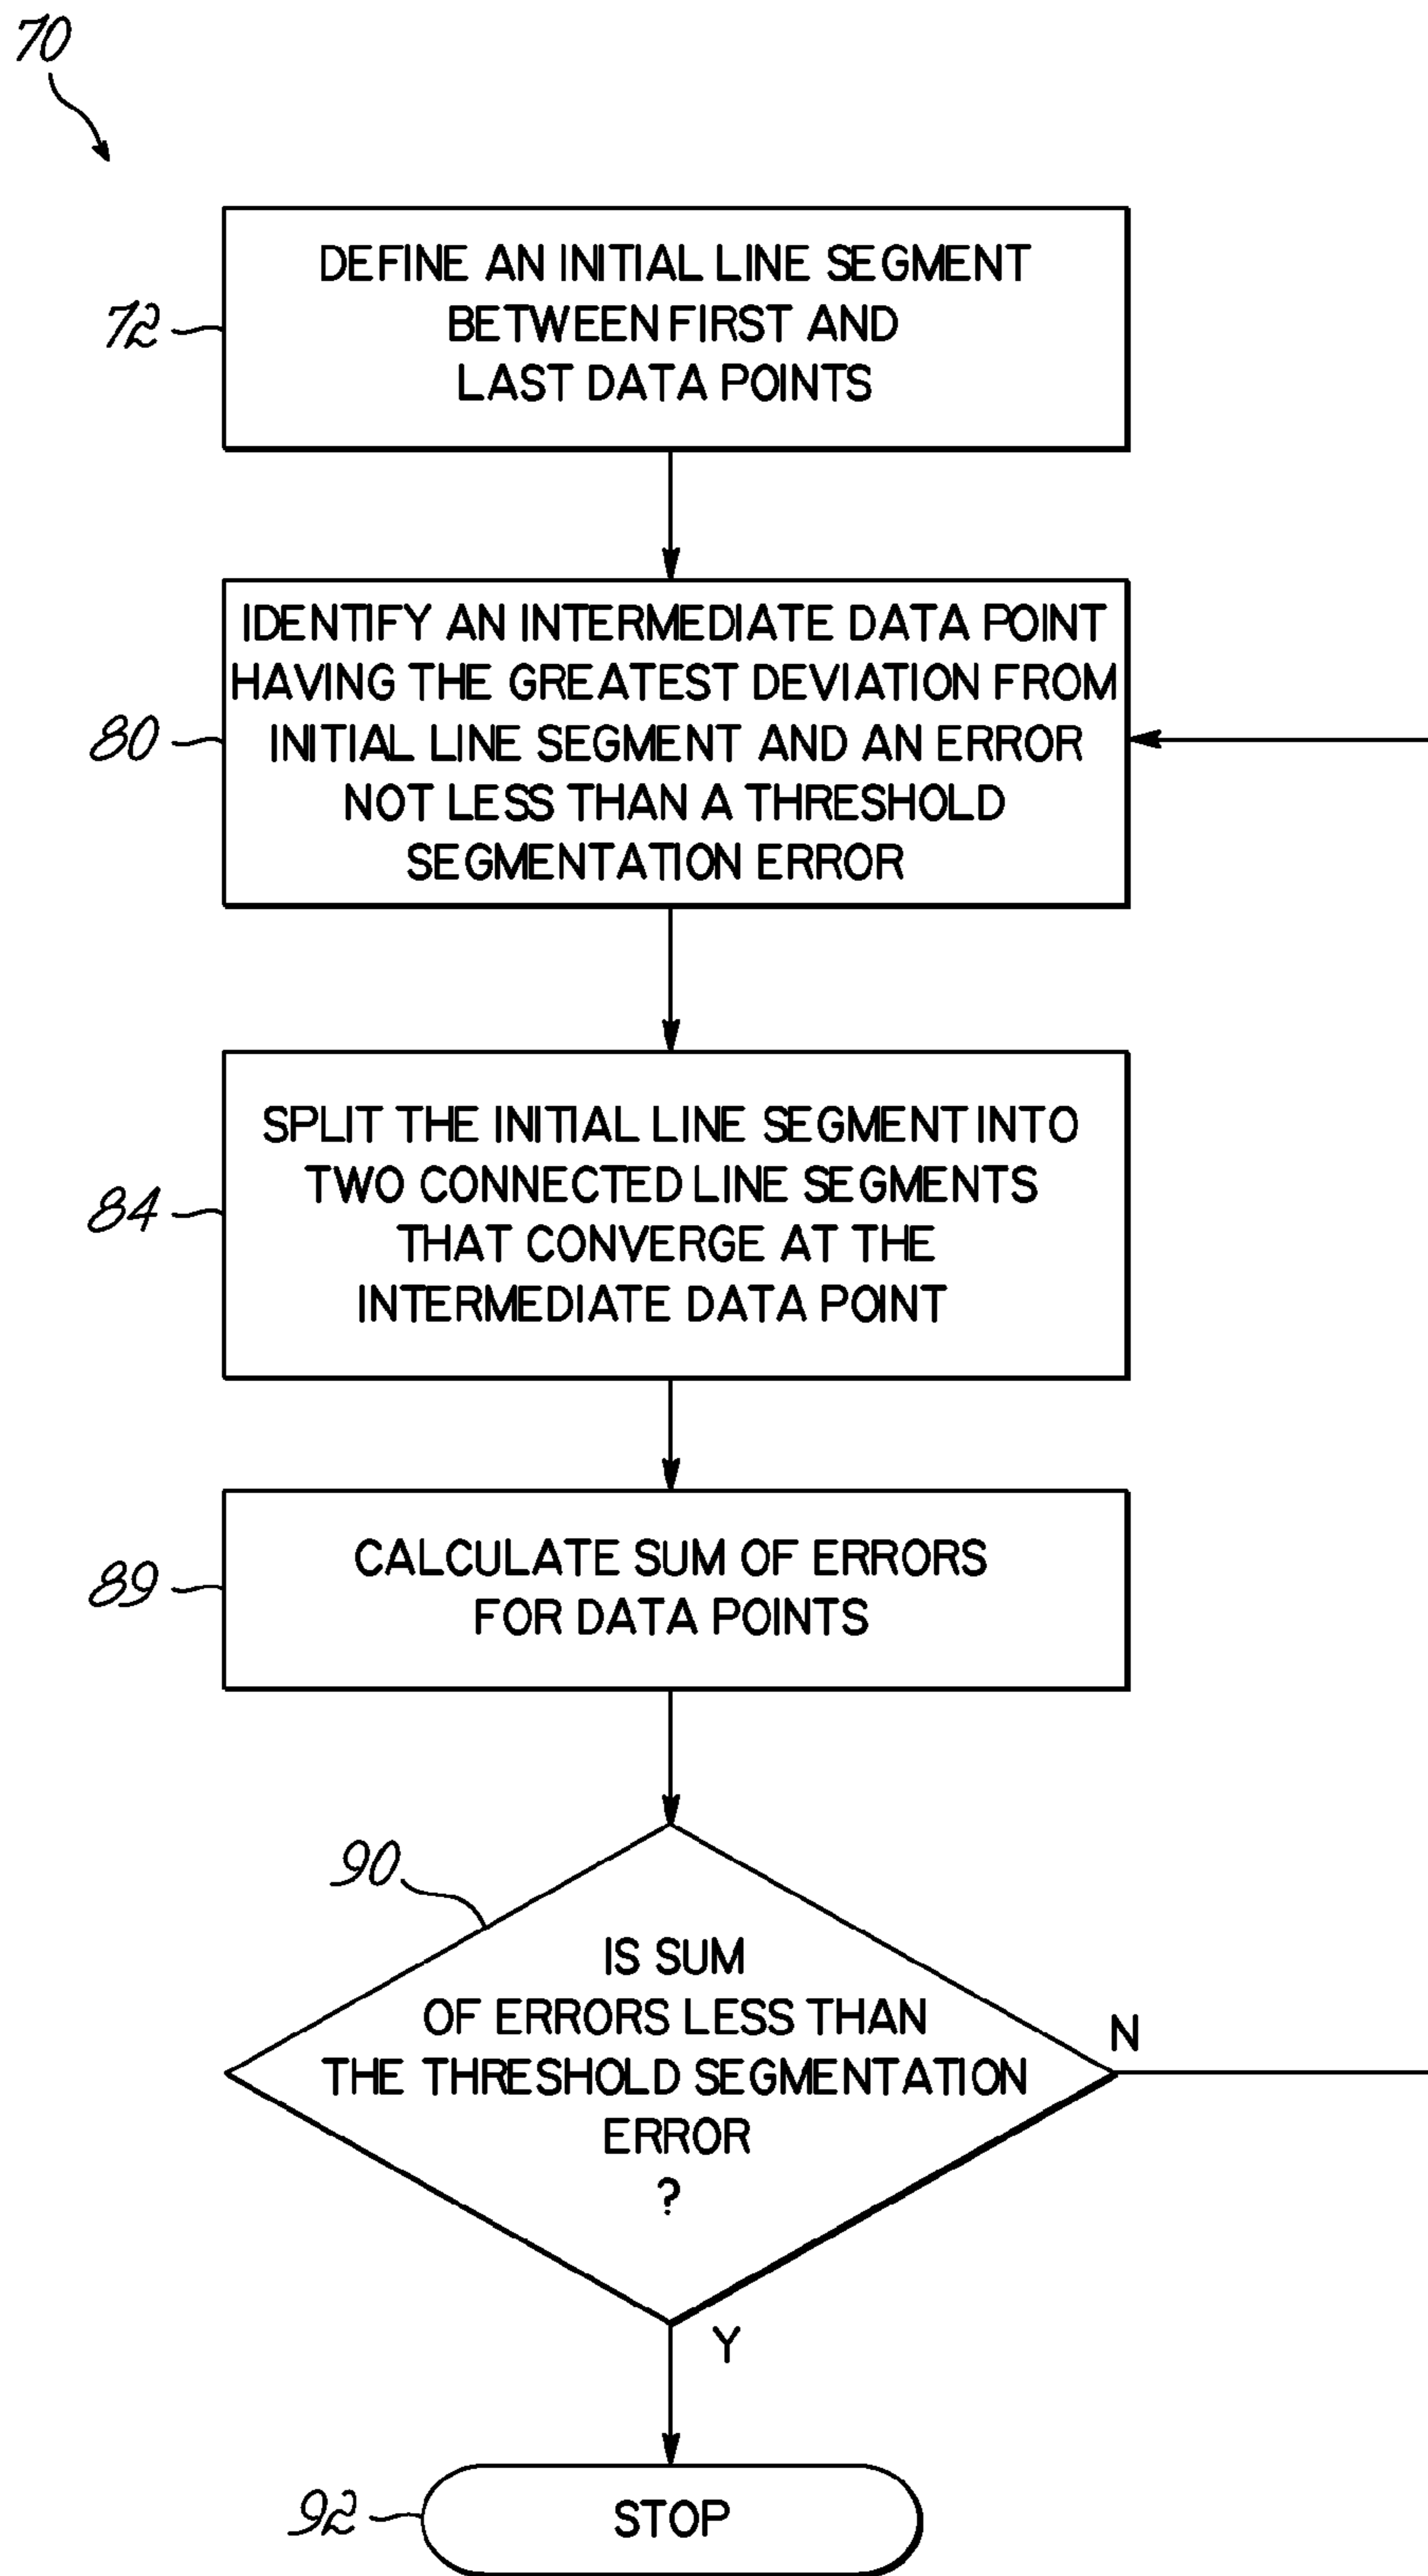 70
72
DEFINE AN INITIAL LINE SEGMENT
BETWEEN FIRST AND
LAST DATA POINTS
80
IDENTIFY AN INTERMEDIATE DATA POINT
HAVING THE GREATEST DEVIATION FROM
INITIAL LINE SEGMENT AND AN ERROR
NOT LESS THAN A THRESHOLD
SEGMENTATION ERROR
84
SPLIT THE INITIAL LINE SEGMENT INTO
TWO CONNECTED LINE SEGMENTS
THAT CONVERGE AT THE
INTERMEDIATE DATA POINT
89
CALCULATE SUM OF ERRORS
FOR DATA POINTS
90
IS SUM
OF ERRORS LESS THAN
THE THRESHOLD SEGMENTATION
ERROR
?
N
Y
92
STOP